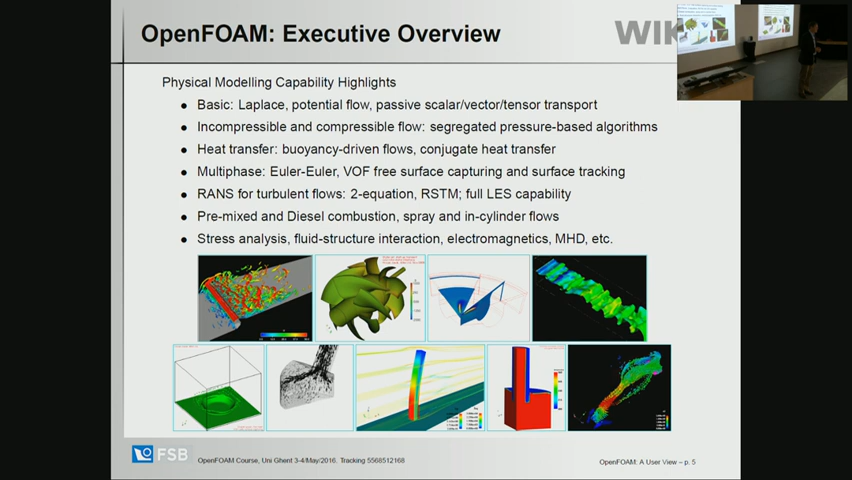 OpenFOAM: Executive Overview
WIK
Physical Modelling Capability Highlights
● Basic: Laplace, potential flow, passive scalar/vector/tensor transport
● Incompressible and compressible flow: segregated pressure-based algorithms
● Heat transfer: buoyancy-driven flows, conjugate heat transfer
● Multiphase: Euler-Euler, VOF free surface capturing and surface tracking
● RANS for turbulent flows: 2-equation, RSTM; full LES capability
● Pre-mixed and Diesel combustion, spray and in-cylinder flows
● Stress analysis, fluid-structure interaction, electromagnetics, MHD, etc.
FSB
OpenFOAM Course, Uni Ghent 3-4/May/2016. Tracking 5568512168
OpenFOAM: A User View – p. 5